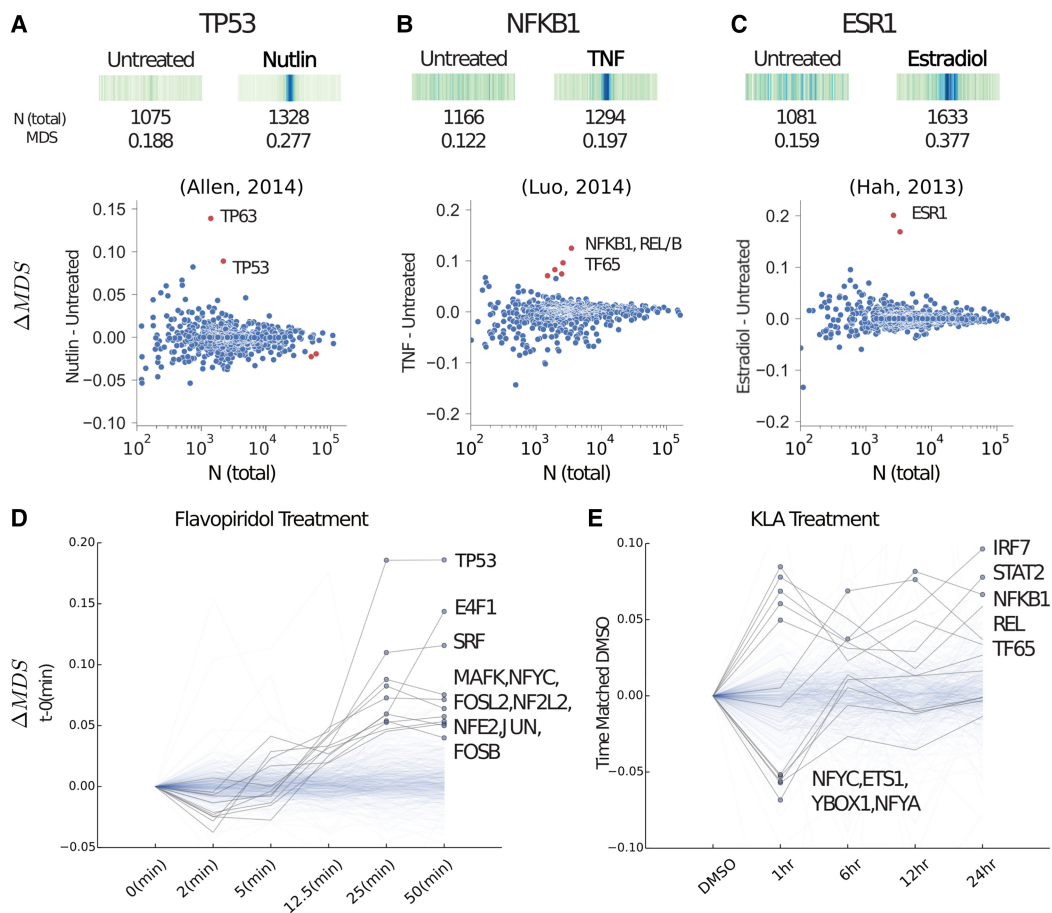 A TP53
Untreated Nutlin
N (total) 1075 1328
MDS 0.188 0.277
(Allen, 2014)
ΔMDS
Nutlin - Untreated
0.15
0.10
0.05
0.00
−0.05
−0.10
TP63
TP53
10² 10³ 10⁴ 10⁵
N (total)
B NFKB1
Untreated TNF
1166 1294
0.122 0.197
(Luo, 2014)
TNF - Untreated
0.2
0.1
0.0
−0.1
−0.2
NFKB1, REL/B
TF65
10² 10³ 10⁴ 10⁵
N (total)
C ESR1
Untreated Estradiol
1081 1633
0.159 0.377
(Hah, 2013)
Estradiol - Untreated
0.2
0.1
0.0
−0.1
−0.2
ESR1
10² 10³ 10⁴ 10⁵
N (total)
D Flavopiridol Treatment
ΔMDS
t-0(min)
0.20
0.15
0.10
0.05
0.00
−0.05
TP53
E4F1
SRF
MAFK,NFYC,
FOSL2,NF2L2,
NFE2,JUN,
FOSB
0(min) 2(min) 5(min) 12.5(min) 25(min) 50(min)
E KLA Treatment
Time Matched DMSO
0.10
0.05
0.00
−0.05
−0.10
IRF7
STAT2
NFKB1
REL
TF65
NFYC,ETS1,
YBOX1,NFYA
DMSO 1hr 6hr 12hr 24hr